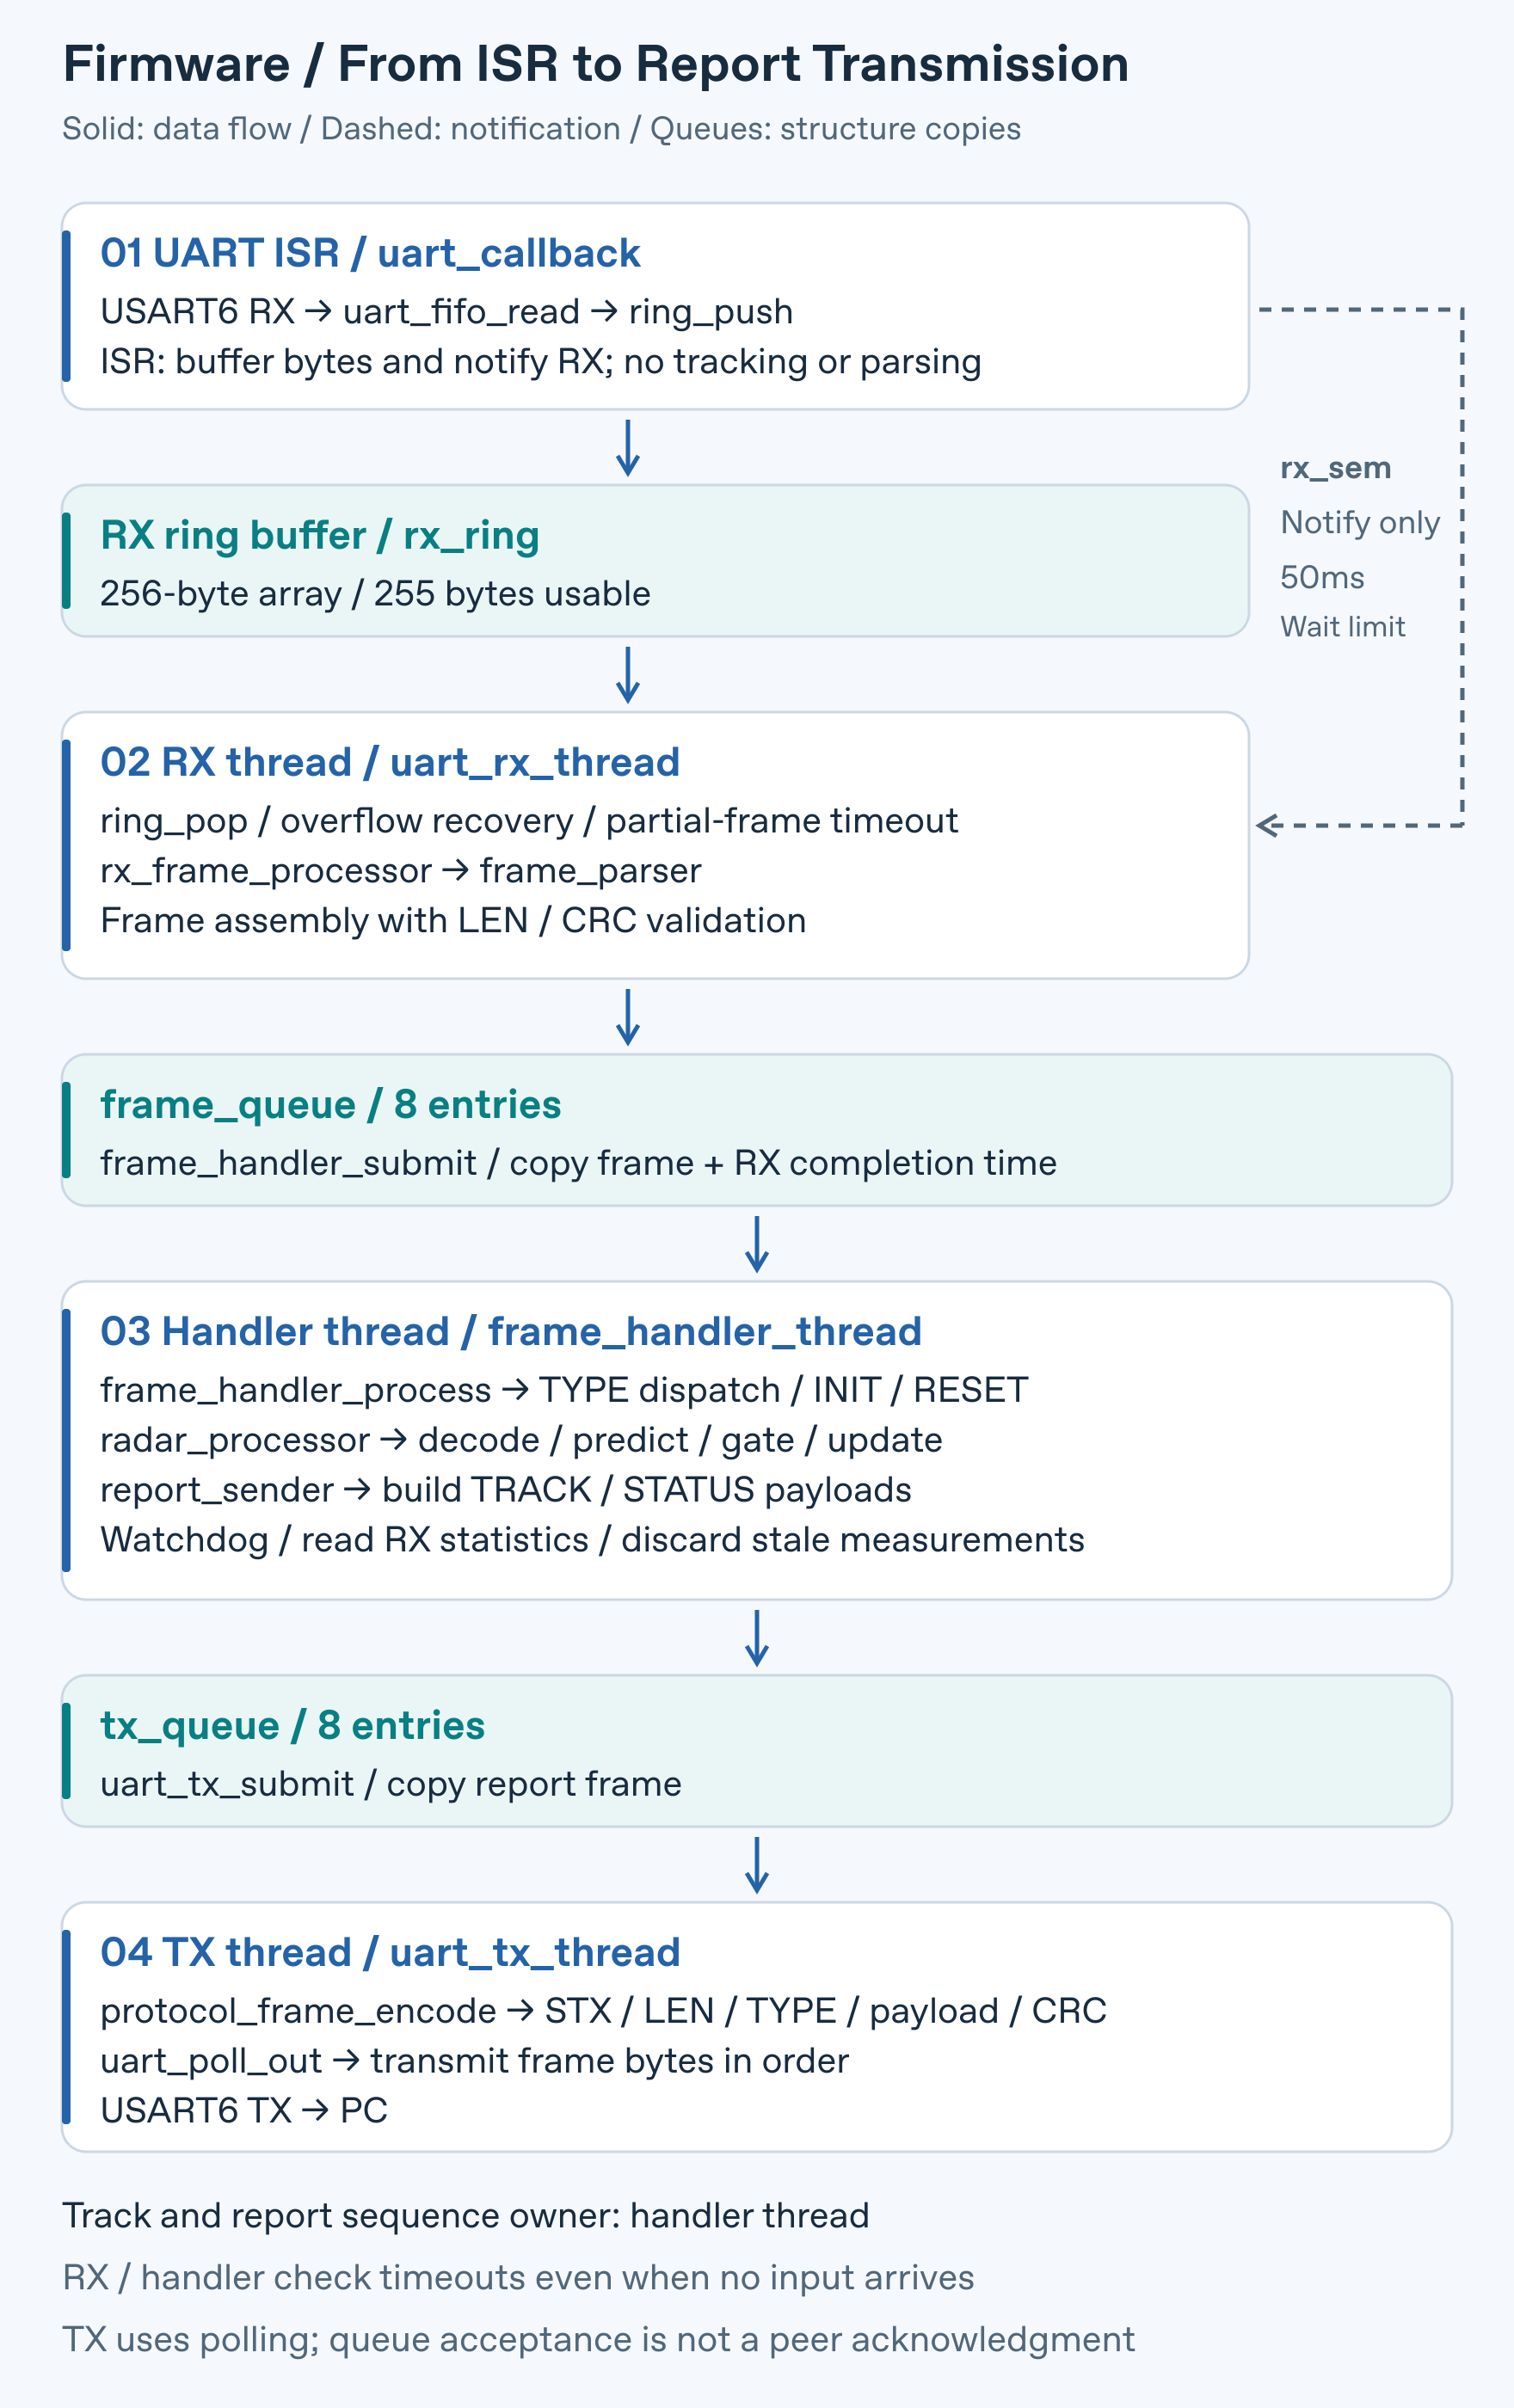 Firmware / From ISR to Report Transmission
Solid: data flow / Dashed: notification / Queues: structure copies
01 UART ISR / uart_callback
USART6 RX → uart_fifo_read → ring_push
ISR: buffer bytes and notify RX; no tracking or parsing
RX ring buffer / rx_ring
256-byte array / 255 bytes usable
rx_sem
Notify only
50ms
Wait limit
02 RX thread / uart_rx_thread
ring_pop / overflow recovery / partial-frame timeout
rx_frame_processor → frame_parser
Frame assembly with LEN / CRC validation
frame_queue / 8 entries
frame_handler_submit / copy frame + RX completion time
03 Handler thread / frame_handler_thread
frame_handler_process → TYPE dispatch / INIT / RESET
radar_processor → decode / predict / gate / update
report_sender → build TRACK / STATUS payloads
Watchdog / read RX statistics / discard stale measurements
tx_queue / 8 entries
uart_tx_submit / copy report frame
04 TX thread / uart_tx_thread
protocol_frame_encode → STX / LEN / TYPE / payload / CRC
uart_poll_out → transmit frame bytes in order
USART6 TX → PC
Track and report sequence owner: handler thread
RX / handler check timeouts even when no input arrives
TX uses polling; queue acceptance is not a peer acknowledgment